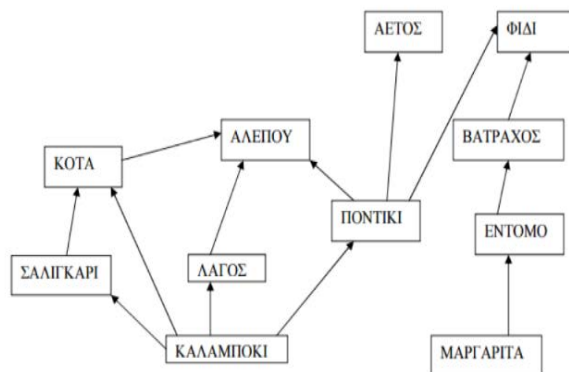 ΑΕΤΟΣ
ΦΙΔΙ
ΑΛΕΠΟΥ
ΒΑΤΡΑΧΟΣ
ΚΟΤΑ
ΠΟΝΤΙΚΙ
ΕΝΤΟΜΟ
ΣΑΛΙΓΚΑΡΙ
ΛΑΓΟΣ
ΚΑΛΑΜΠΟΚΙ
ΜΑΡΓΑΡΙΤΑ